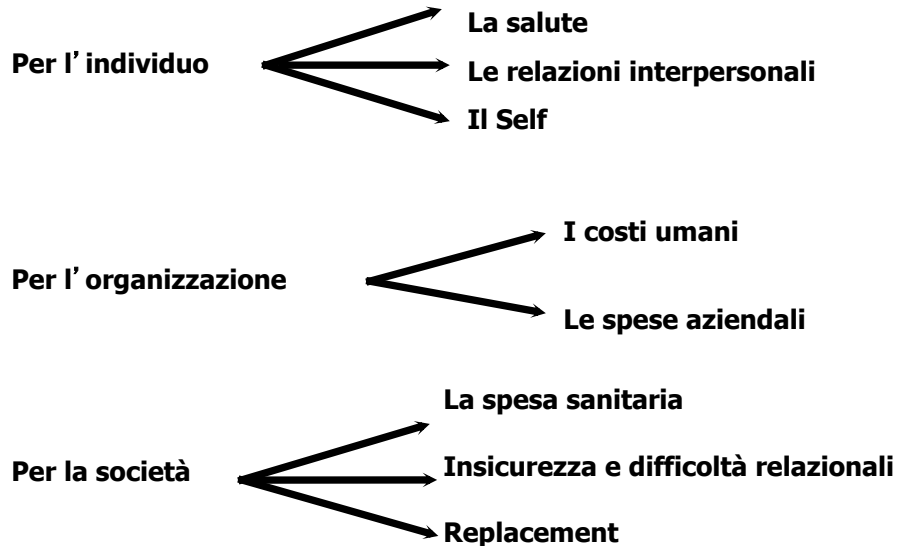 La salute
Per l’individuo
Le relazioni interpersonali
Il Self
I costi umani
Per l’organizzazione
Le spese aziendali
La spesa sanitaria
Per la società
Insicurezza e difficoltà relazionali
Replacement